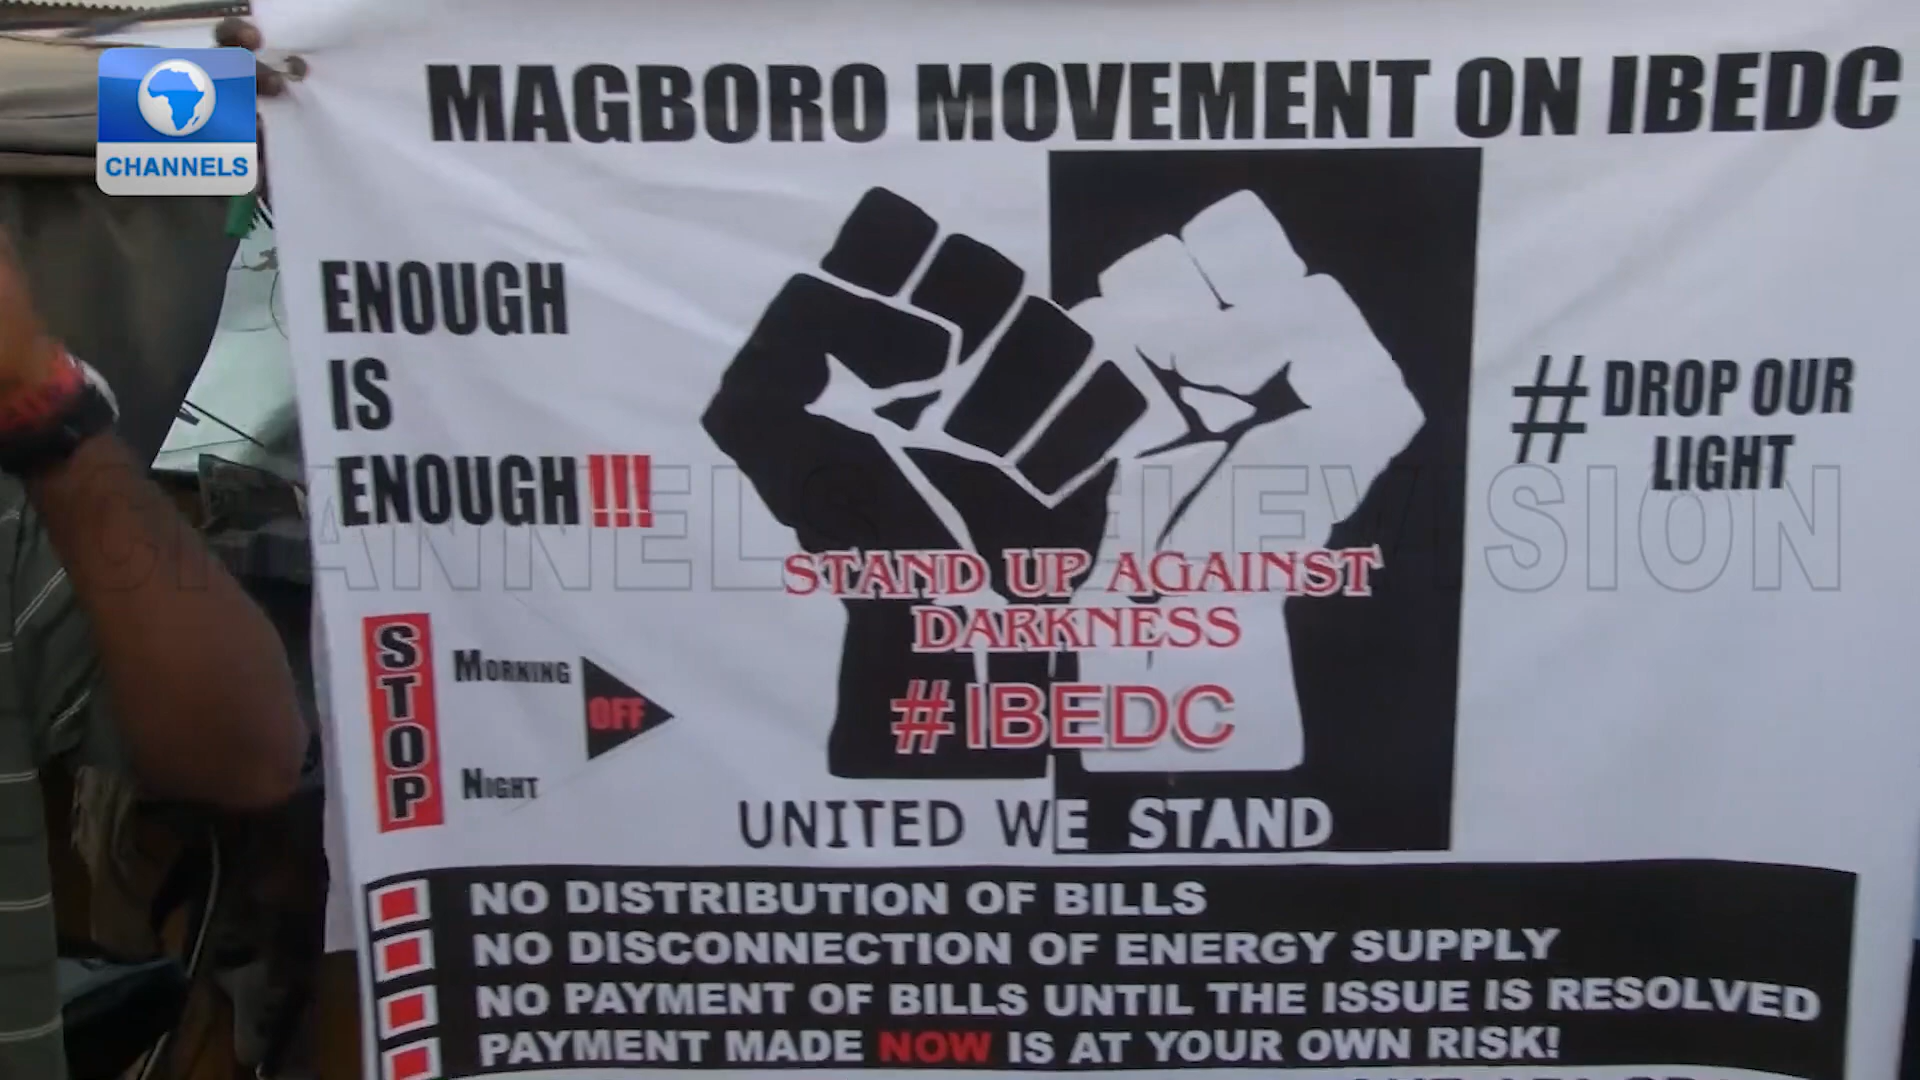 CHANNELS
MAGBORO MOVEMENT ON IBEDC
ENOUGH
IS
ENOUGH!!!
# DROP OUR
LIGHT
CHANNELS TELEVISION
STAND UP AGAINST
DARKNESS
#IBEDC
STOP
MORNING
OFF
NIGHT
UNITED WE STAND
NO DISTRIBUTION OF BILLS
NO DISCONNECTION OF ENERGY SUPPLY
NO PAYMENT OF BILLS UNTIL THE ISSUE IS RESOLVED
PAYMENT MADE NOW IS AT YOUR OWN RISK!